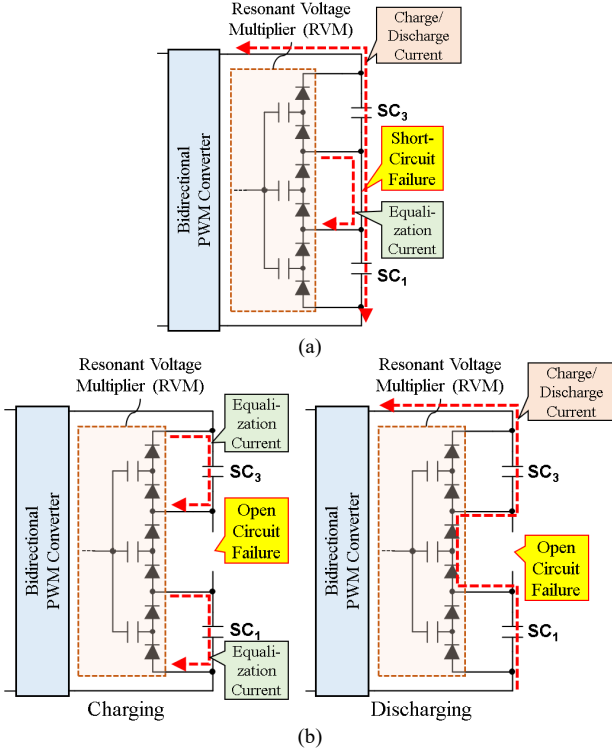 Resonant Voltage
Multiplier (RVM)
Charge/
Discharge
Current
Bidirectional
PWM Converter
SC3
Short-
Circuit
Failure
Equali-
zation
Current
SC1
(a)
Resonant Voltage
Multiplier (RVM)
Equali-
zation
Current
Bidirectional
PWM Converter
SC3
Open
Circuit
Failure
SC1
Equali-
zation
Current
Charging
Resonant Voltage
Multiplier (RVM)
Charge/
Discharge
Current
Bidirectional
PWM Converter
SC3
Open
Circuit
Failure
SC1
Discharging
(b)